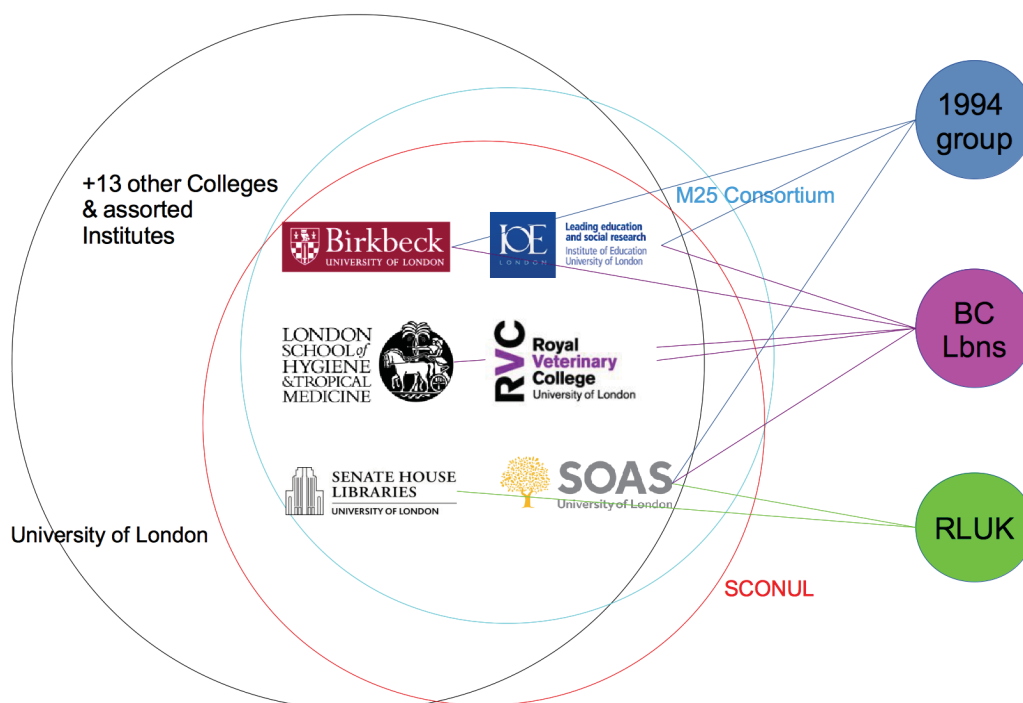 1994
group
+13 other Colleges
& assorted
Institutes
M25 Consortium
Birkbeck
UNIVERSITY OF LONDON
IOE
LONDON
Leading education
and social research
Institute of Education
University of London
BC
Lbns
LONDON
SCHOOL of
HYGIENE
& TROPICAL
MEDICINE
RVC
Royal
Veterinary
College
University of London
SENATE HOUSE
LIBRARIES
UNIVERSITY OF LONDON
SOAS
University of London
University of London
RLUK
SCONUL